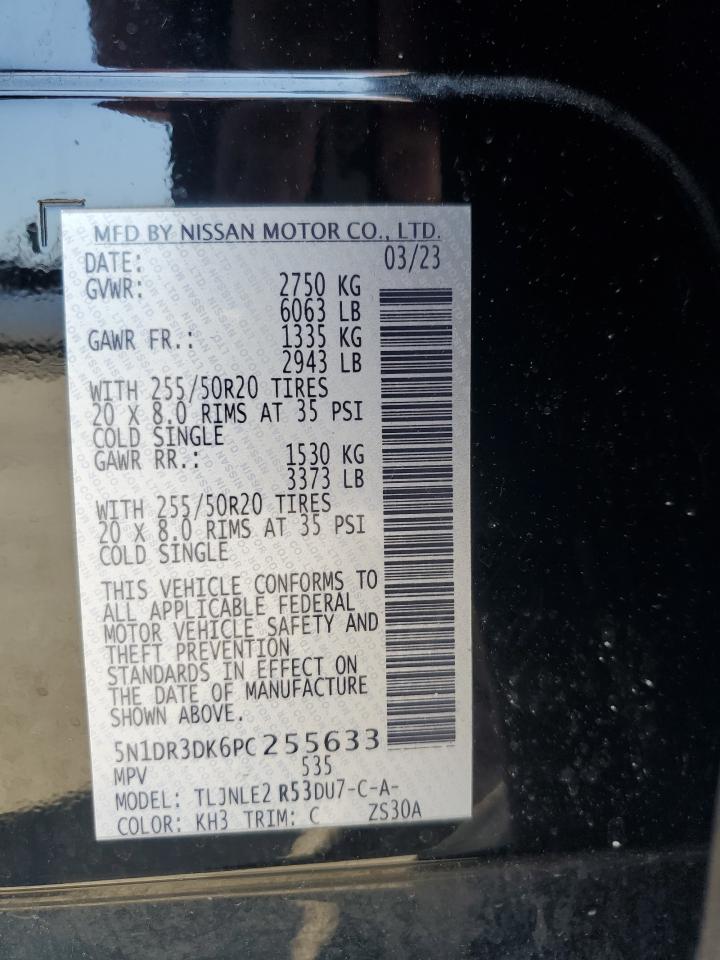 MFD BY NISSAN MOTOR CO., LTD.
DATE: 03/23
GVWR: 2750 KG
6063 LB
GAWR FR.: 1335 KG
2943 LB
WITH 255/50R20 TIRES
20 X 8.0 RIMS AT 35 PSI
COLD SINGLE
GAWR RR.: 1530 KG
3373 LB
WITH 255/50R20 TIRES
20 X 8.0 RIMS AT 35 PSI
COLD SINGLE
THIS VEHICLE CONFORMS TO
ALL APPLICABLE FEDERAL
MOTOR VEHICLE SAFETY AND
THEFT PREVENTION
STANDARDS IN EFFECT ON
THE DATE OF MANUFACTURE
SHOWN ABOVE.
5N1DR3DK6PC255633
MPV 535
MODEL: TLJNLE2 R53DU7-C-A-
COLOR: KH3 TRIM: C ZS30A